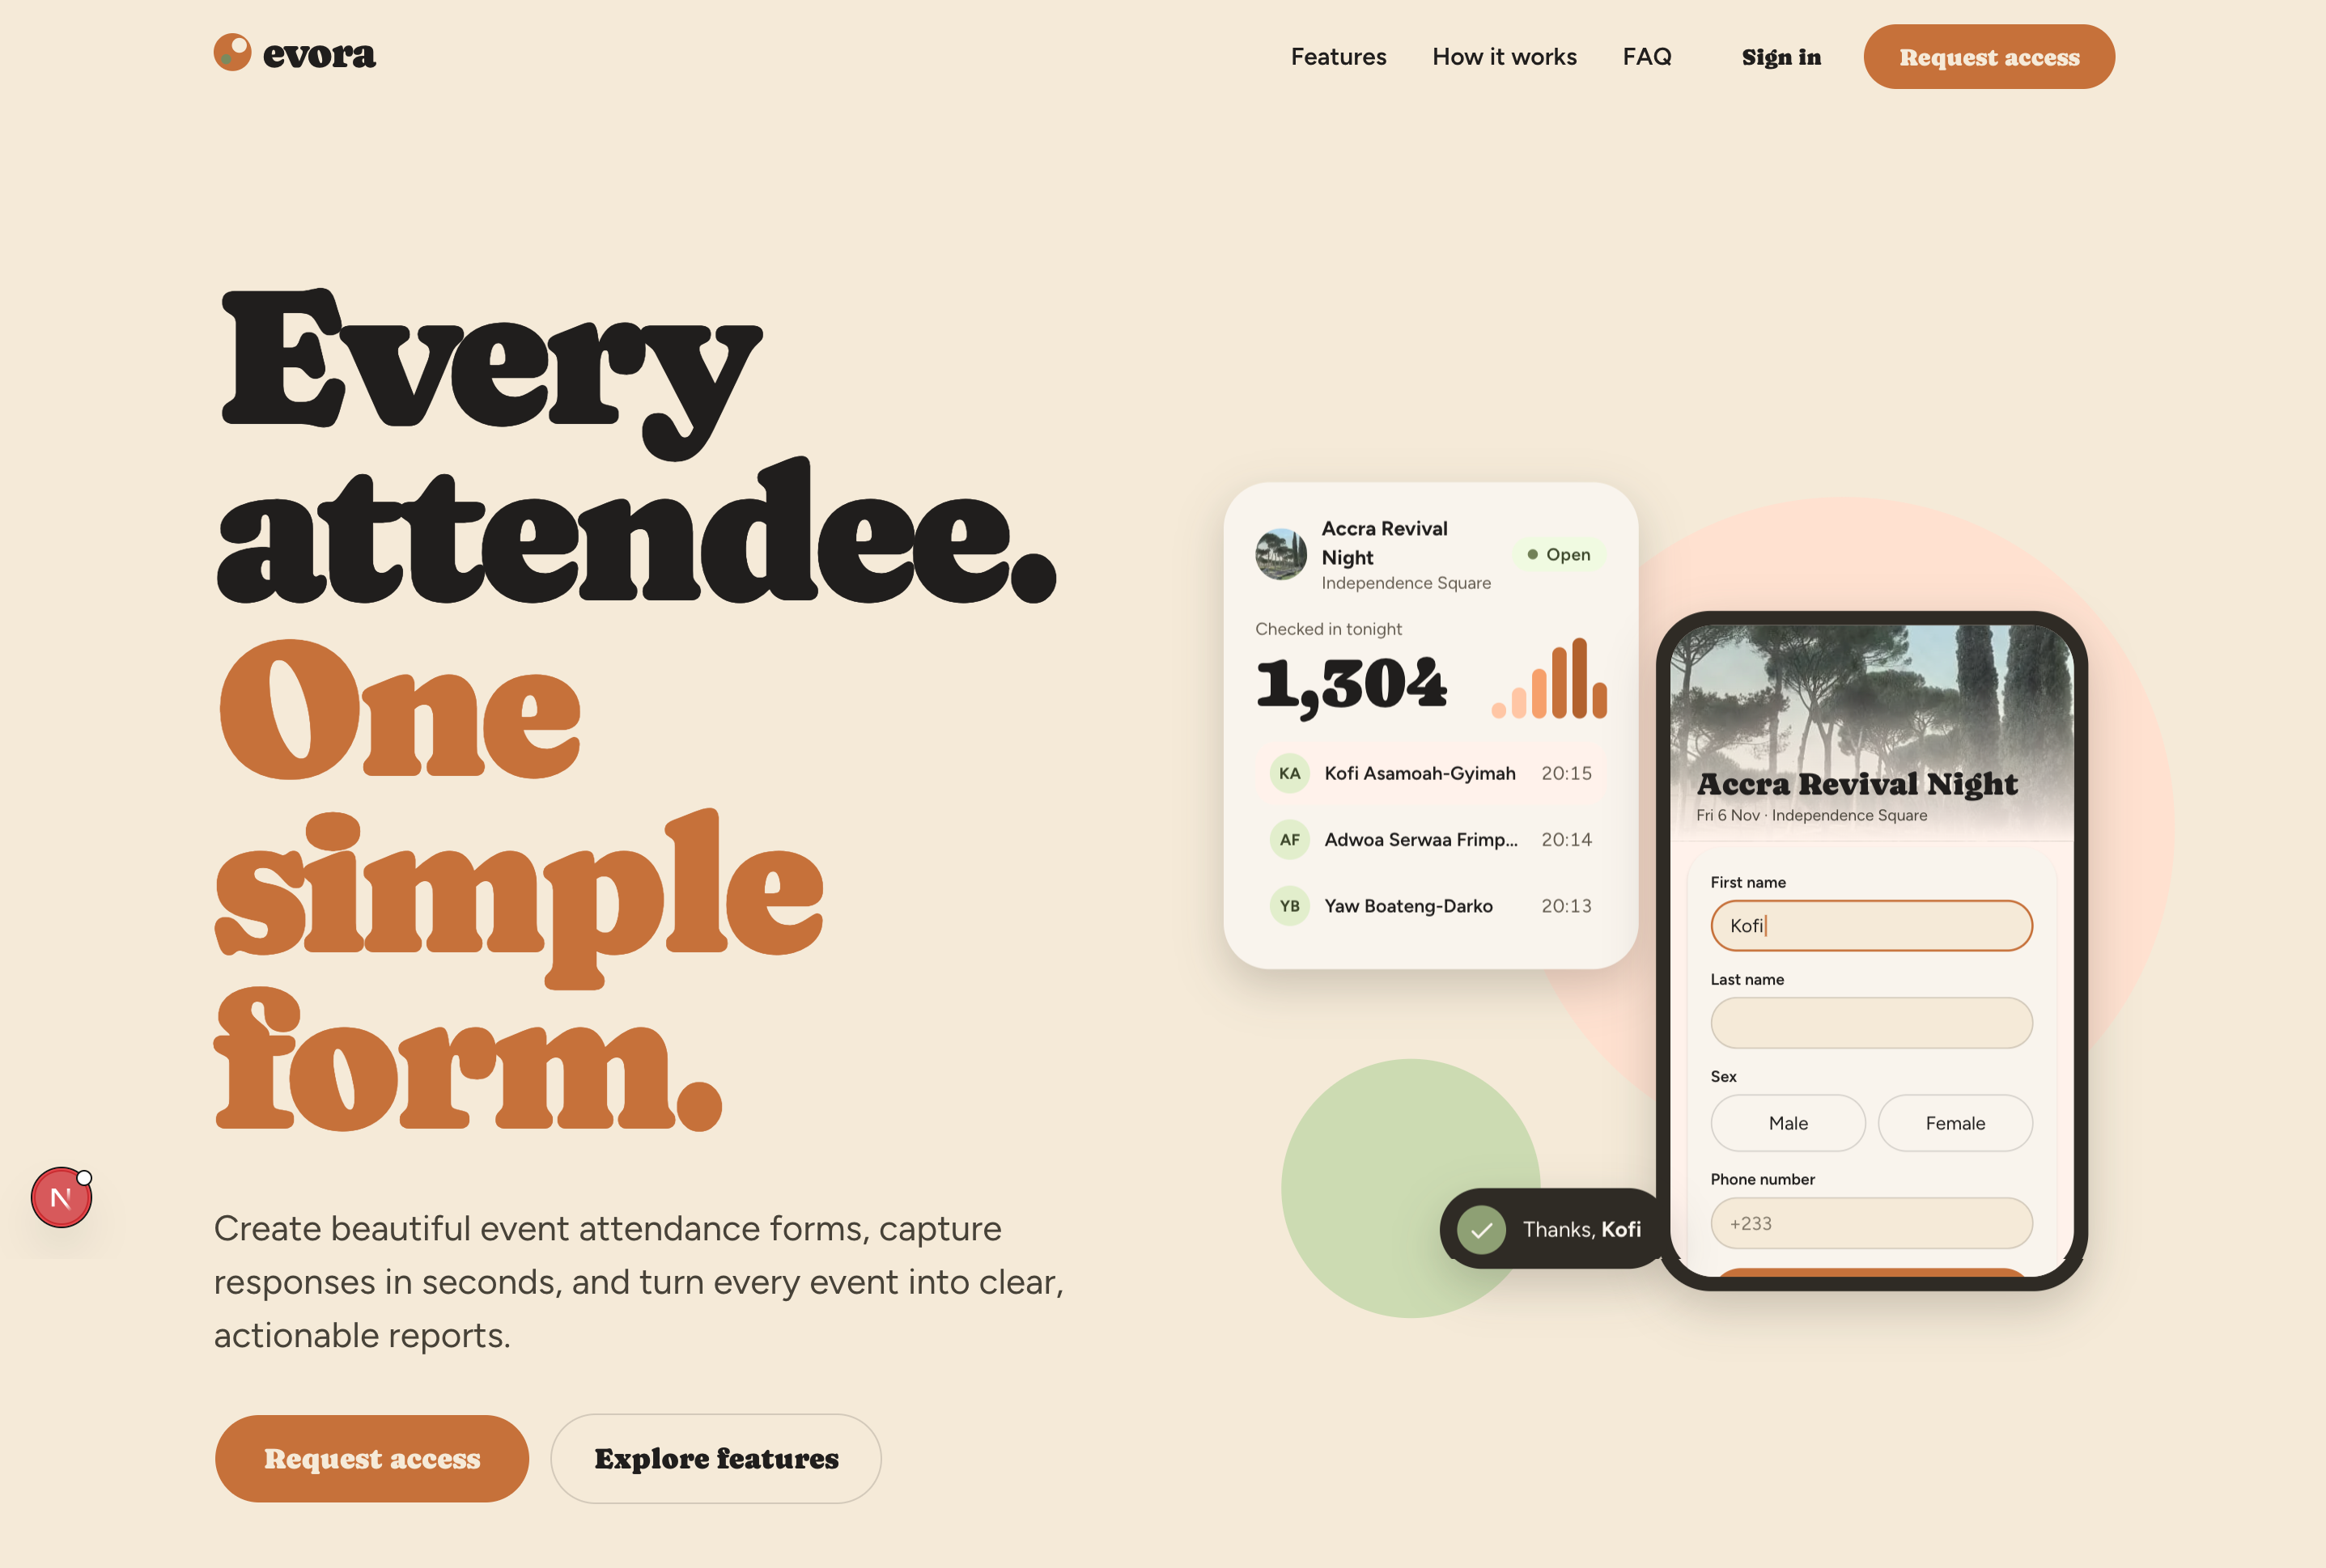 evora
Features
How it works
FAQ
Sign in
Request access
Every
attendee.
One
simple
form.
Create beautiful event attendance forms, capture
responses in seconds, and turn every event into clear,
actionable reports.
Request access
Explore features
Accra Revival
Night
Independence Square
Open
Checked in tonight
1,304
KA Kofi Asamoah-Gyimah 20:15
AF Adwoa Serwaa Frimp... 20:14
YB Yaw Boateng-Darko 20:13
Thanks, Kofi
Accra Revival Night
Fri 6 Nov · Independence Square
First name
Kofi
Last name
Sex
Male
Female
Phone number
+233
N